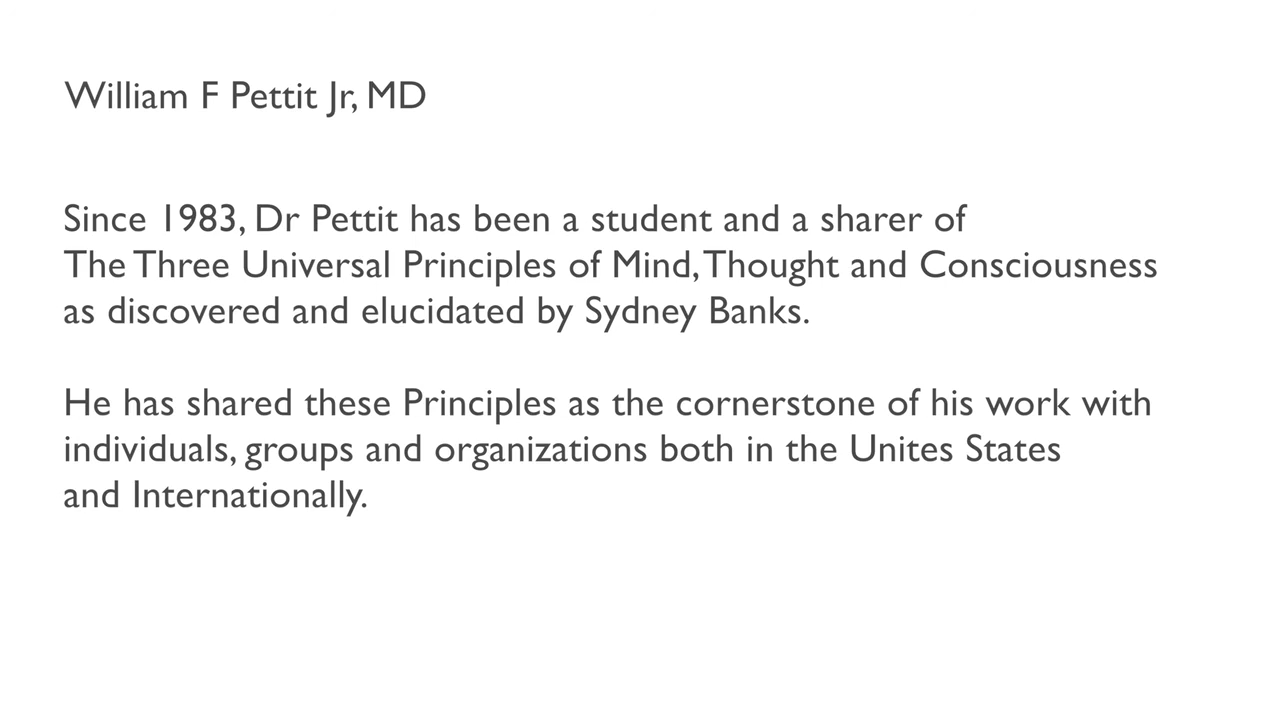 William F Pettit Jr, MD
Since 1983, Dr Pettit has been a student and a sharer of
The Three Universal Principles of Mind, Thought and Consciousness
as discovered and elucidated by Sydney Banks.
He has shared these Principles as the cornerstone of his work with
individuals, groups and organizations both in the Unites States
and Internationally.